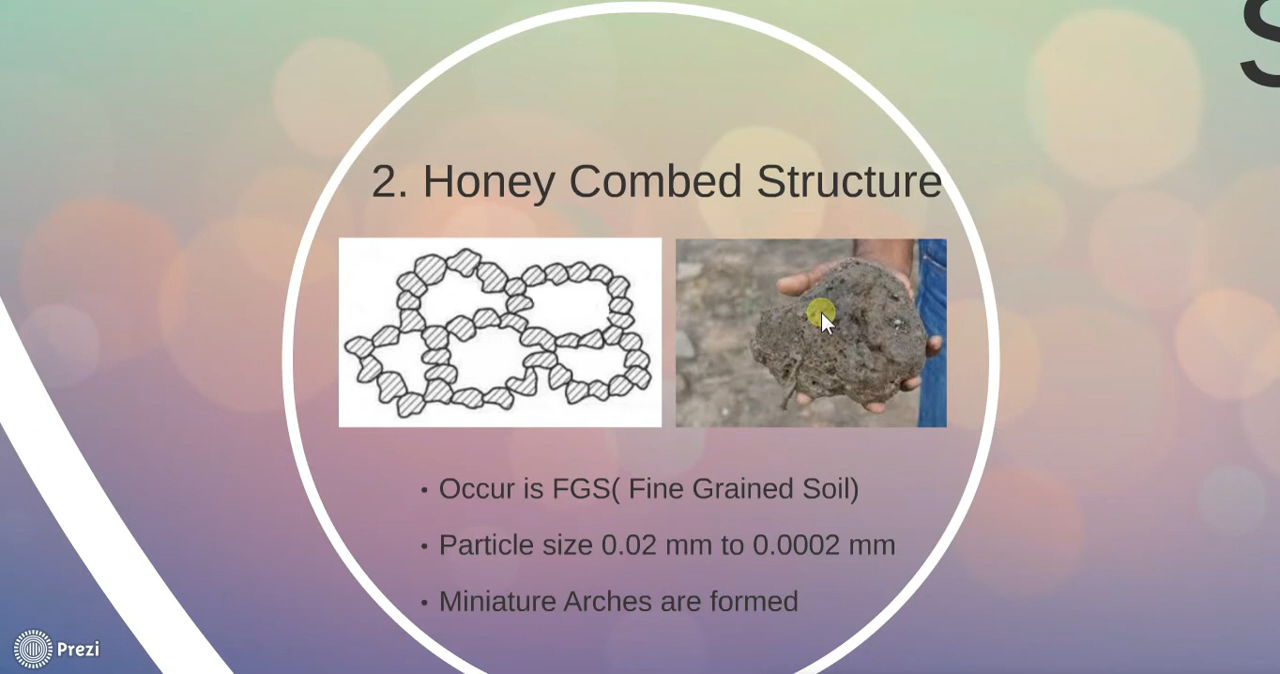 2. Honey Combed Structure
• Occur is FGS( Fine Grained Soil)
• Particle size 0.02 mm to 0.0002 mm
• Miniature Arches are formed
Prezi